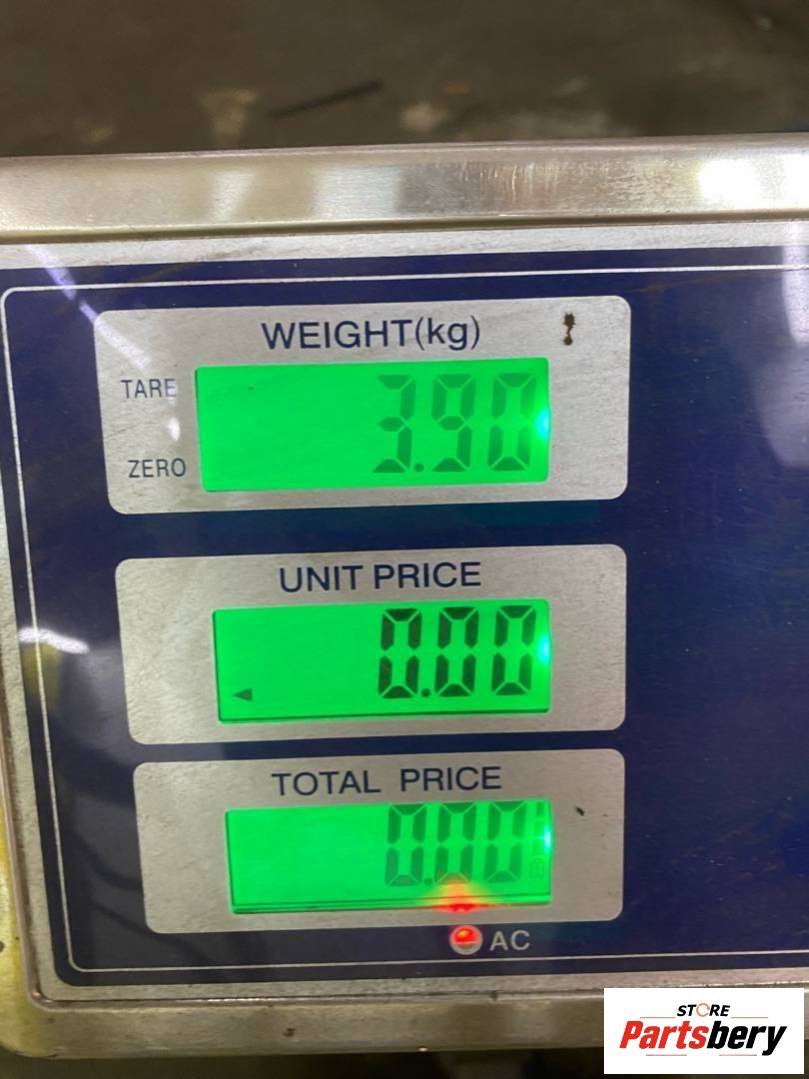 WEIGHT(kg)
TARE
3.90
ZERO
UNIT PRICE
0.00
TOTAL PRICE
0.00
AC
STORE
Partsbery